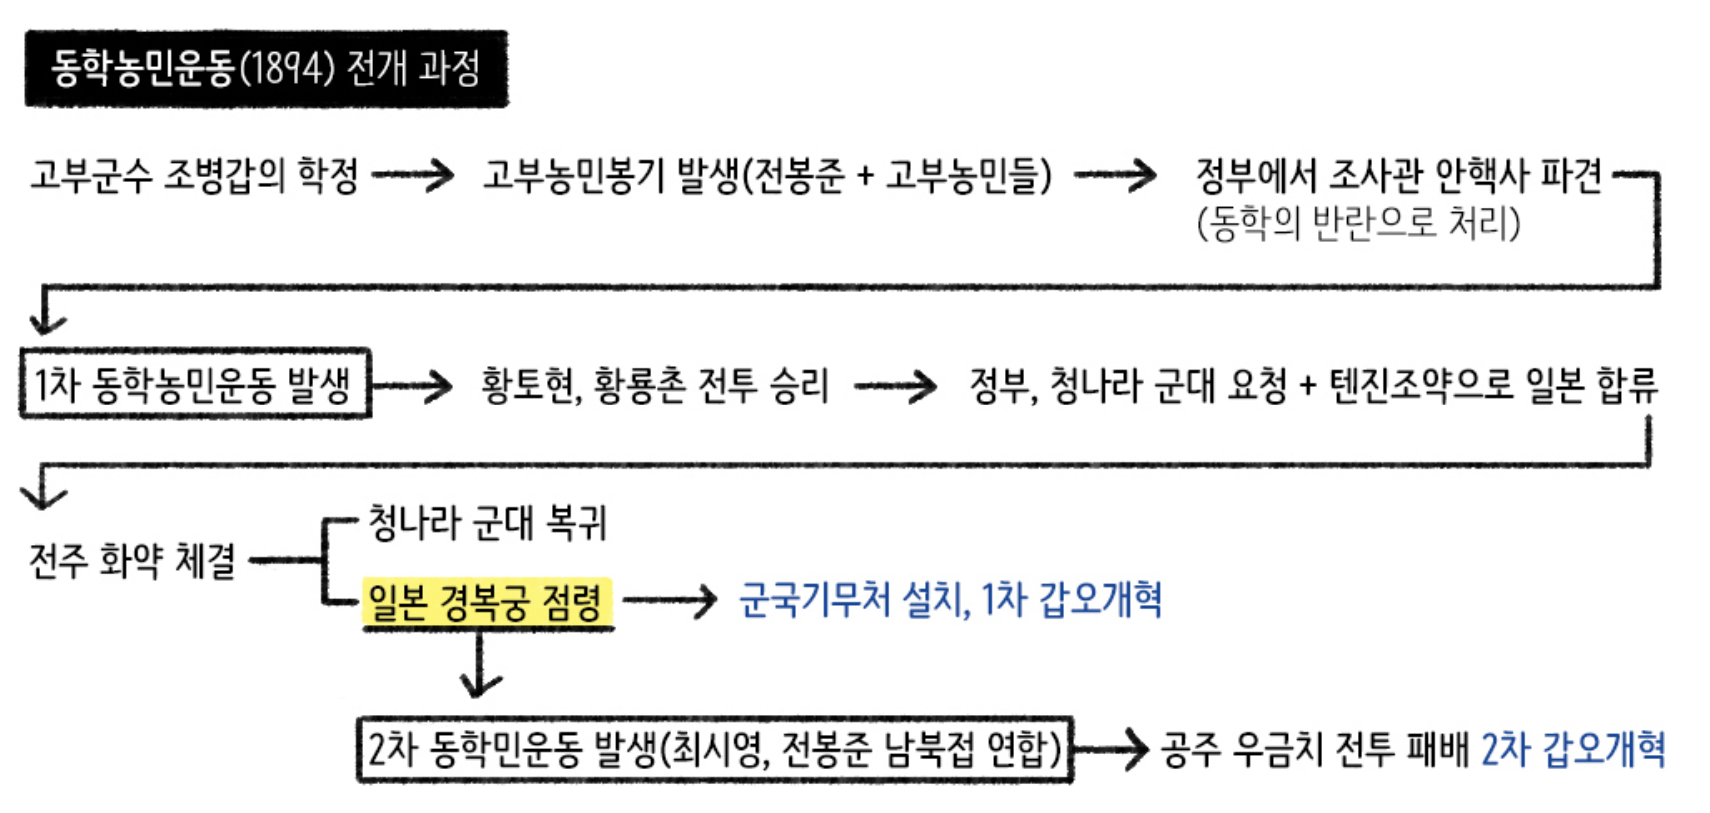 동학농민운동(1894) 전개 과정
고부군수 조병갑의 학정 → 고부농민봉기 발생(전봉준 + 고부농민들) → 정부에서 조사관 안핵사 파견
(동학의 반란으로 처리)
1차 동학농민운동 발생 → 황토현, 황룡촌 전투 승리 → 정부, 청나라 군대 요청 + 텐진조약으로 일본 합류
청나라 군대 복귀
전주 화약 체결
일본 경복궁 점령 → 군국기무처 설치, 1차 갑오개혁
2차 동학민운동 발생(최시영, 전봉준 남북접 연합) → 공주 우금치 전투 패배 2차 갑오개혁